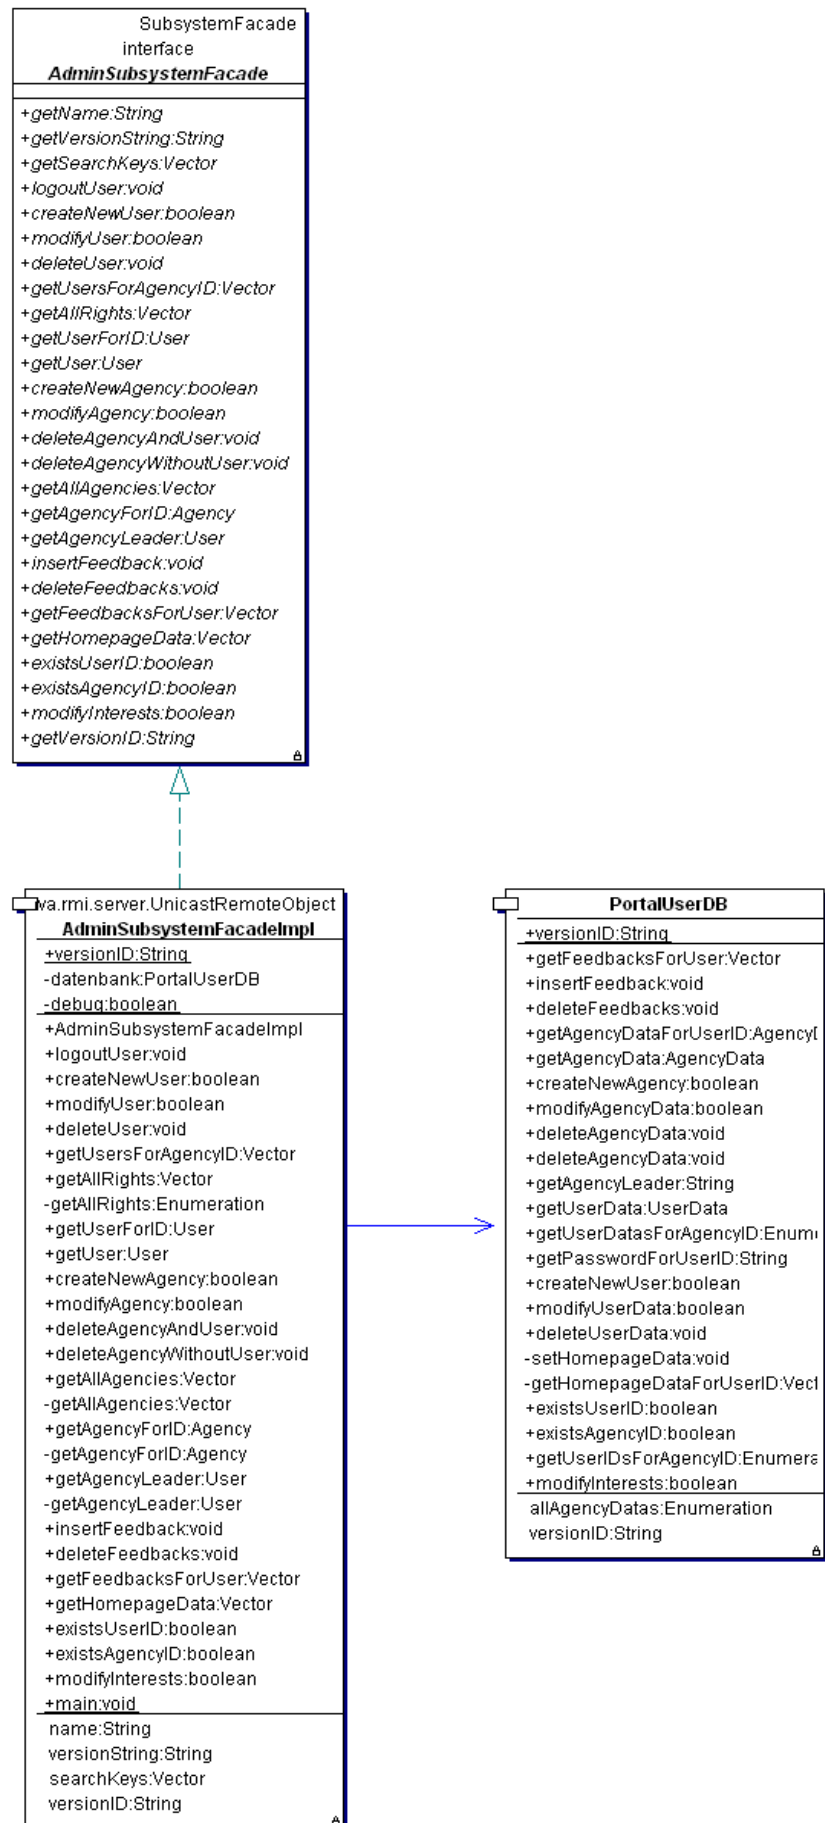 SubsystemFacade
interface
AdminSubsystemFacade
+getName:String
+getVersionString:String
+getSearchKeys:Vector
+logoutUser:void
+createNewUser:boolean
+modifyUser:boolean
+deleteUser:void
+getUsersForAgencyID:Vector
+getAllRights:Vector
+getUserForID:User
+getUser:User
+createNewAgency:boolean
+modifyAgency:boolean
+deleteAgencyAndUser:void
+deleteAgencyWithoutUser:void
+getAllAgencies:Vector
+getAgencyForID:Agency
+getAgencyLeader:User
+insertFeedback:void
+deleteFeedbacks:void
+getFeedbacksForUser:Vector
+getHomepageData:Vector
+existsUserID:boolean
+existsAgencyID:boolean
+modifyInterests:boolean
+getVersionID:String
va.rmi.server.UnicastRemoteObject
AdminSubsystemFacadeImpl
+versionID:String
-datenbank:PortalUserDB
-debug:boolean
+AdminSubsystemFacadeImpl
+logoutUser:void
+createNewUser:boolean
+modifyUser:boolean
+deleteUser:void
+getUsersForAgencyID:Vector
+getAllRights:Vector
-getAllRights:Enumeration
+getUserForID:User
+getUser:User
+createNewAgency:boolean
+modifyAgency:boolean
+deleteAgencyAndUser:void
+deleteAgencyWithoutUser:void
+getAllAgencies:Vector
-getAllAgencies:Vector
+getAgencyForID:Agency
-getAgencyForID:Agency
+getAgencyLeader:User
-getAgencyLeader:User
+insertFeedback:void
+deleteFeedbacks:void
+getFeedbacksForUser:Vector
+getHomepageData:Vector
+existsUserID:boolean
+existsAgencyID:boolean
+modifyInterests:boolean
+main:void
name:String
versionString:String
searchKeys:Vector
versionID:String
PortalUserDB
+versionID:String
+getFeedbacksForUser:Vector
+insertFeedback:void
+deleteFeedbacks:void
+getAgencyDataForUserID:AgencyD
+getAgencyData:AgencyData
+createNewAgency:boolean
+modifyAgencyData:boolean
+deleteAgencyData:void
+deleteAgencyData:void
+getAgencyLeader:String
+getUserData:UserData
+getUserDatasForAgencyID:Enum
+getPasswordForUserID:String
+createNewUser:boolean
+modifyUserData:boolean
+deleteUserData:void
-setHomepageData:void
-getHomepageDataForUserID:Vect
+existsUserID:boolean
+existsAgencyID:boolean
+getUserIDsForAgencyID:Enumera
+modifyInterests:boolean
allAgencyDatas:Enumeration
versionID:String